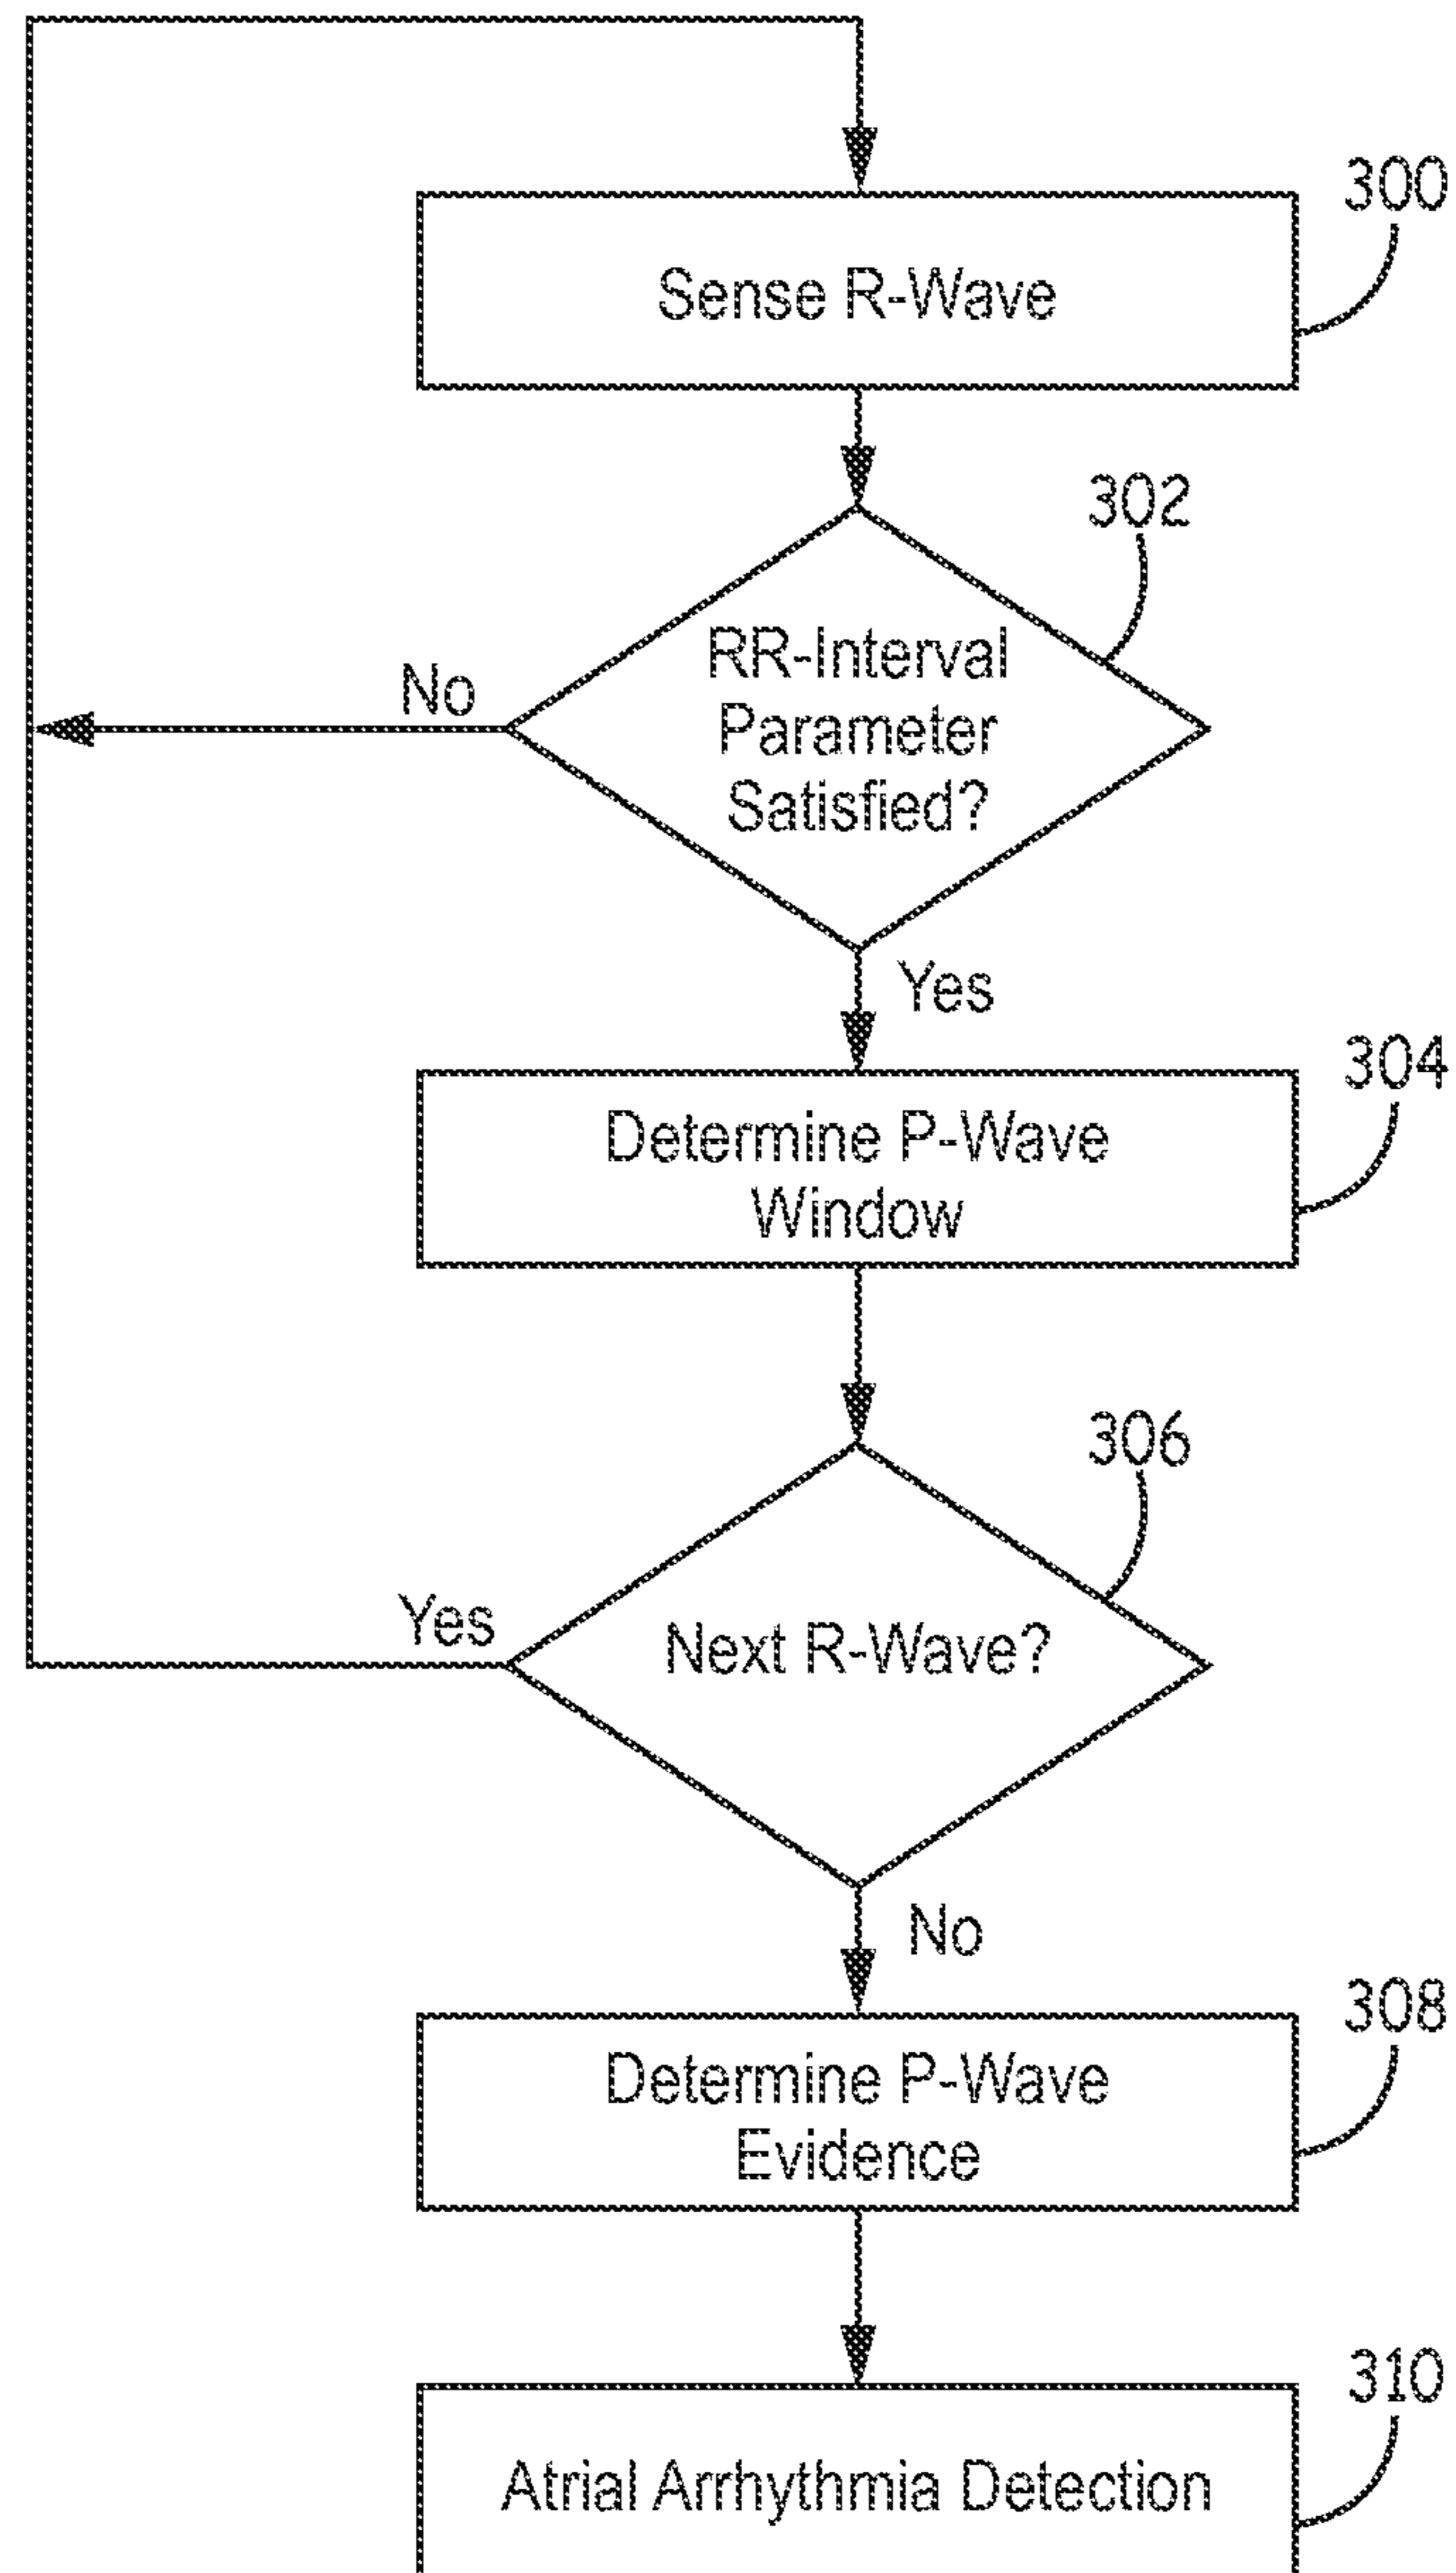 300
Sense R-Wave
302
RR-Interval
Parameter
Satisfied?
No
Yes
304
Determine P-Wave
Window
306
Next R-Wave?
Yes
No
308
Determine P-Wave
Evidence
310
Atrial Arrhythmia Detection